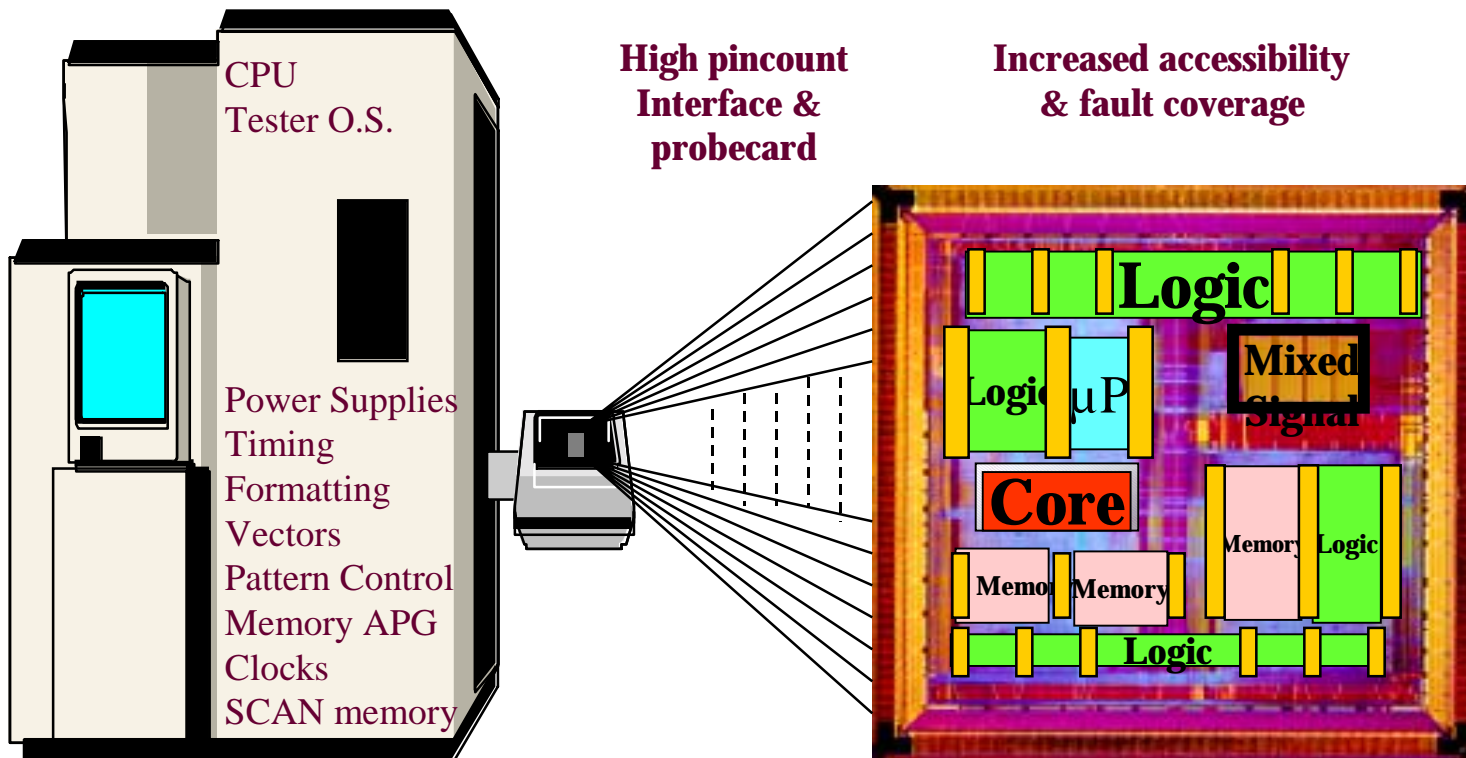 CPU
Tester O.S.
Power Supplies
Timing
Formatting
Vectors
Pattern Control
Memory APG
Clocks
SCAN memory
High pincount
Interface &
probecard
Increased accessibility
& fault coverage
Logic
Logic
µP
Mixed
Signal
Core
Memory
Logic
Memory
Memory
Logic